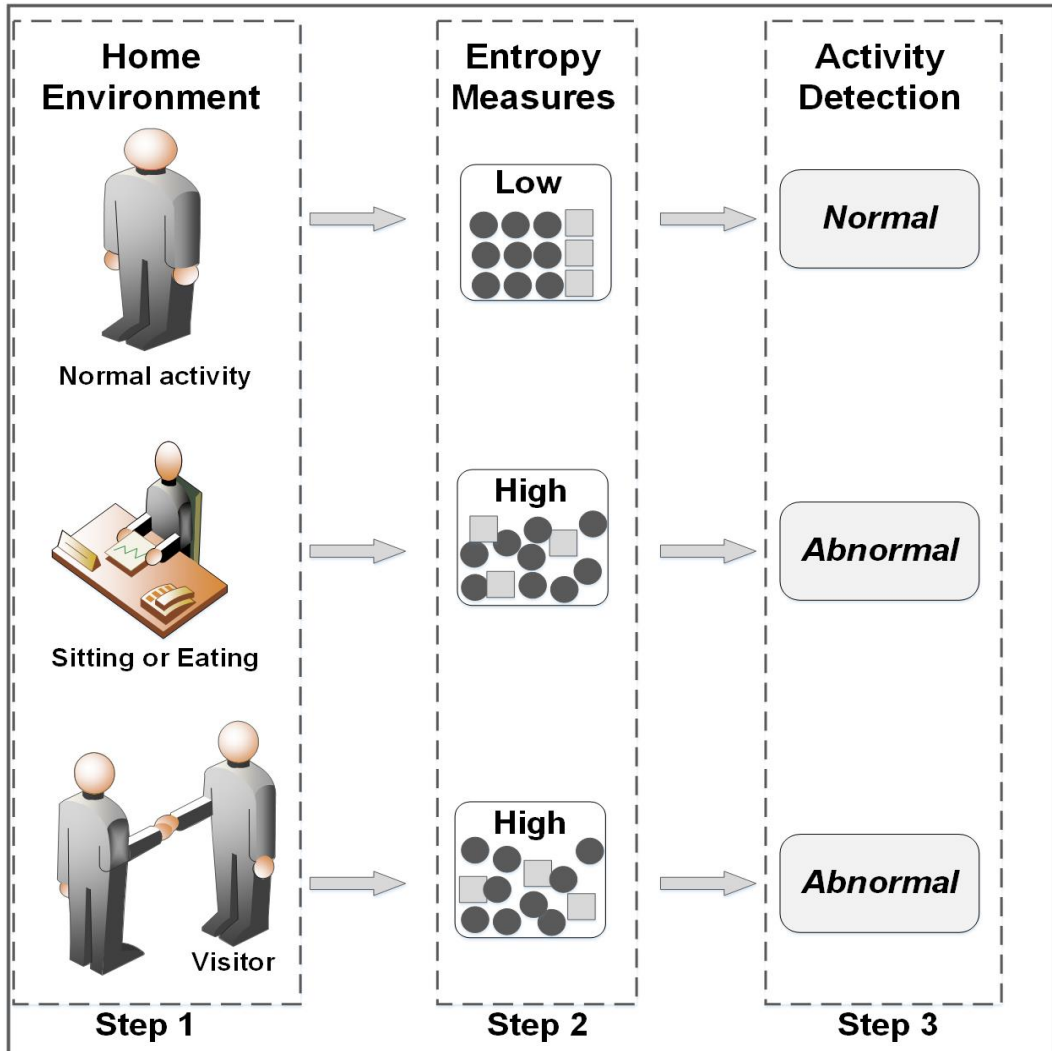 Home
Environment
Entropy
Measures
Activity
Detection
Low
Normal
Normal activity
High
Abnormal
Sitting or Eating
High
Abnormal
Visitor
Step 1
Step 2
Step 3